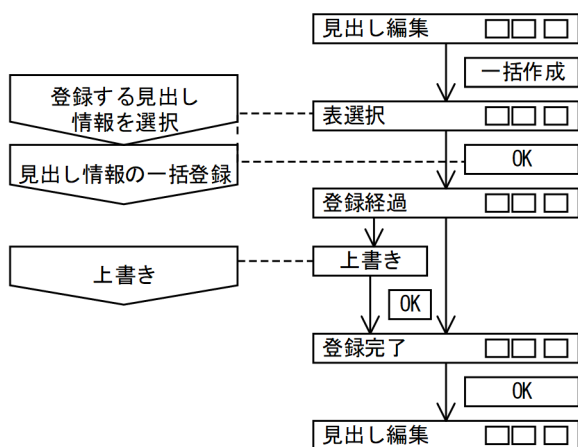 見出し編集
一括作成
登録する見出し
情報を選択
表選択
見出し情報の一括登録
OK
登録経過
上書き
上書き
OK
登録完了
OK
見出し編集